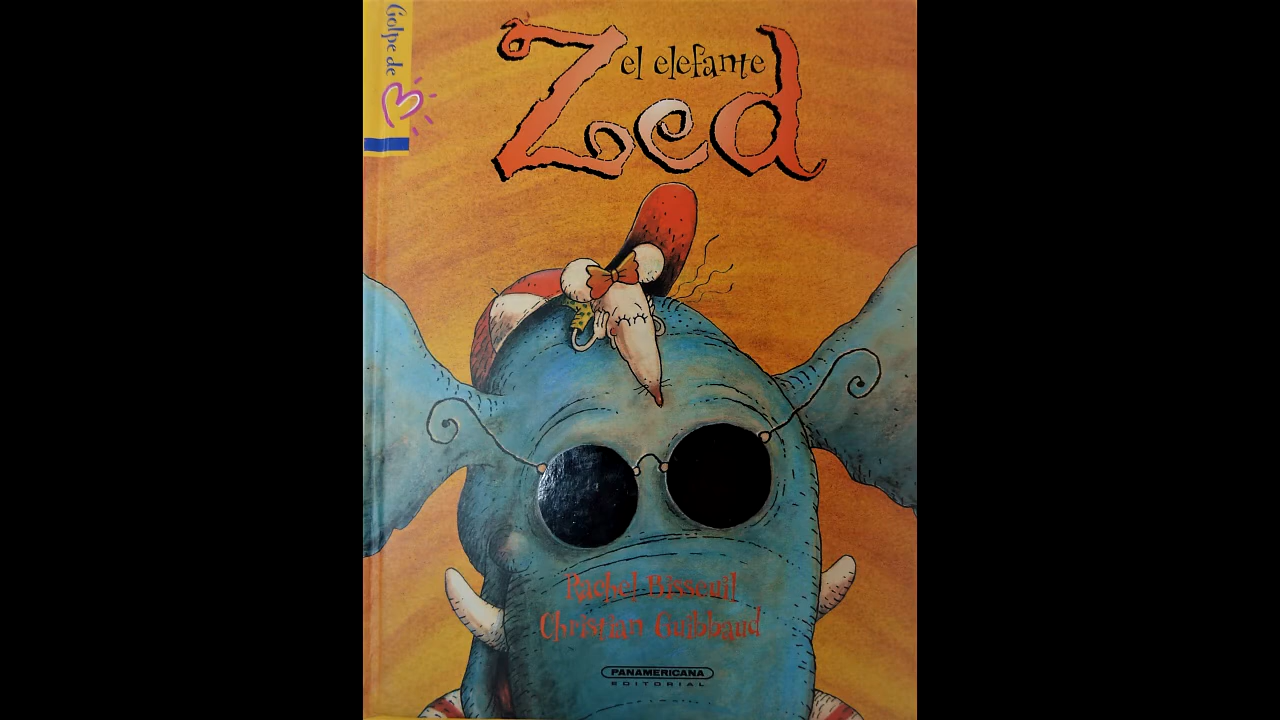 Golpe de
el elefante
Zed
Rachel Bisseuil
Christian Guibbaud
PANAMERICANA
EDITORIAL